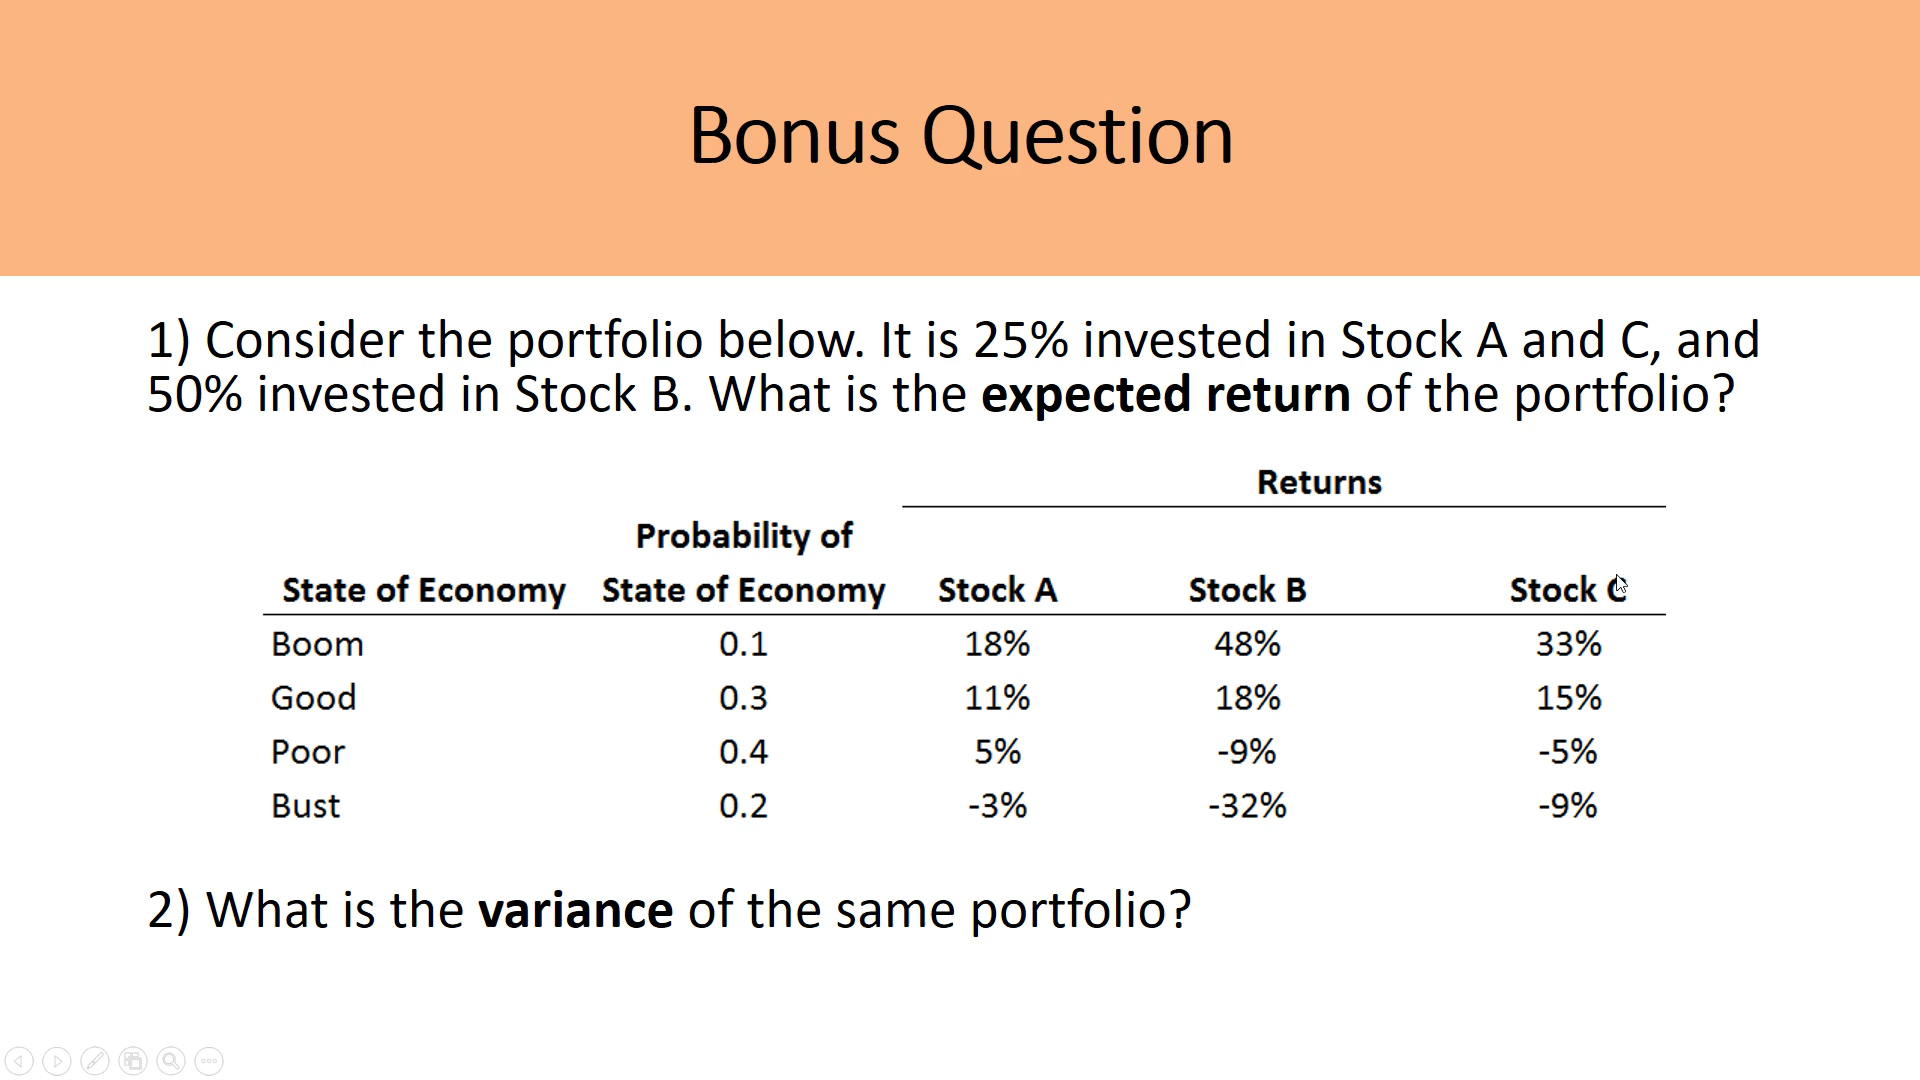 Bonus Question
1) Consider the portfolio below. It is 25% invested in Stock A and C, and
50% invested in Stock B. What is the expected return of the portfolio?
Returns
Probability of
State of Economy State of Economy Stock A Stock B Stock C
Boom 0.1 18% 48% 33%
Good 0.3 11% 18% 15%
Poor 0.4 5% -9% -5%
Bust 0.2 -3% -32% -9%
2) What is the variance of the same portfolio?